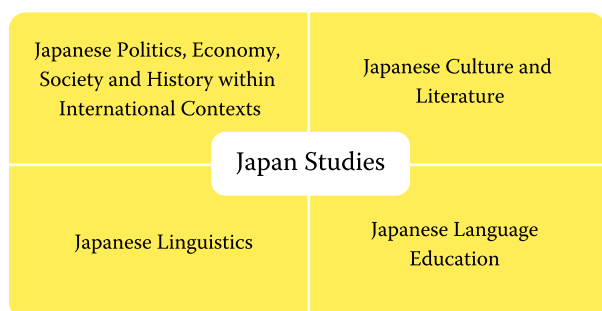 Japanese Politics, Economy,
Society and History within
International Contexts
Japanese Culture and
Literature
Japan Studies
Japanese Linguistics
Japanese Language
Education